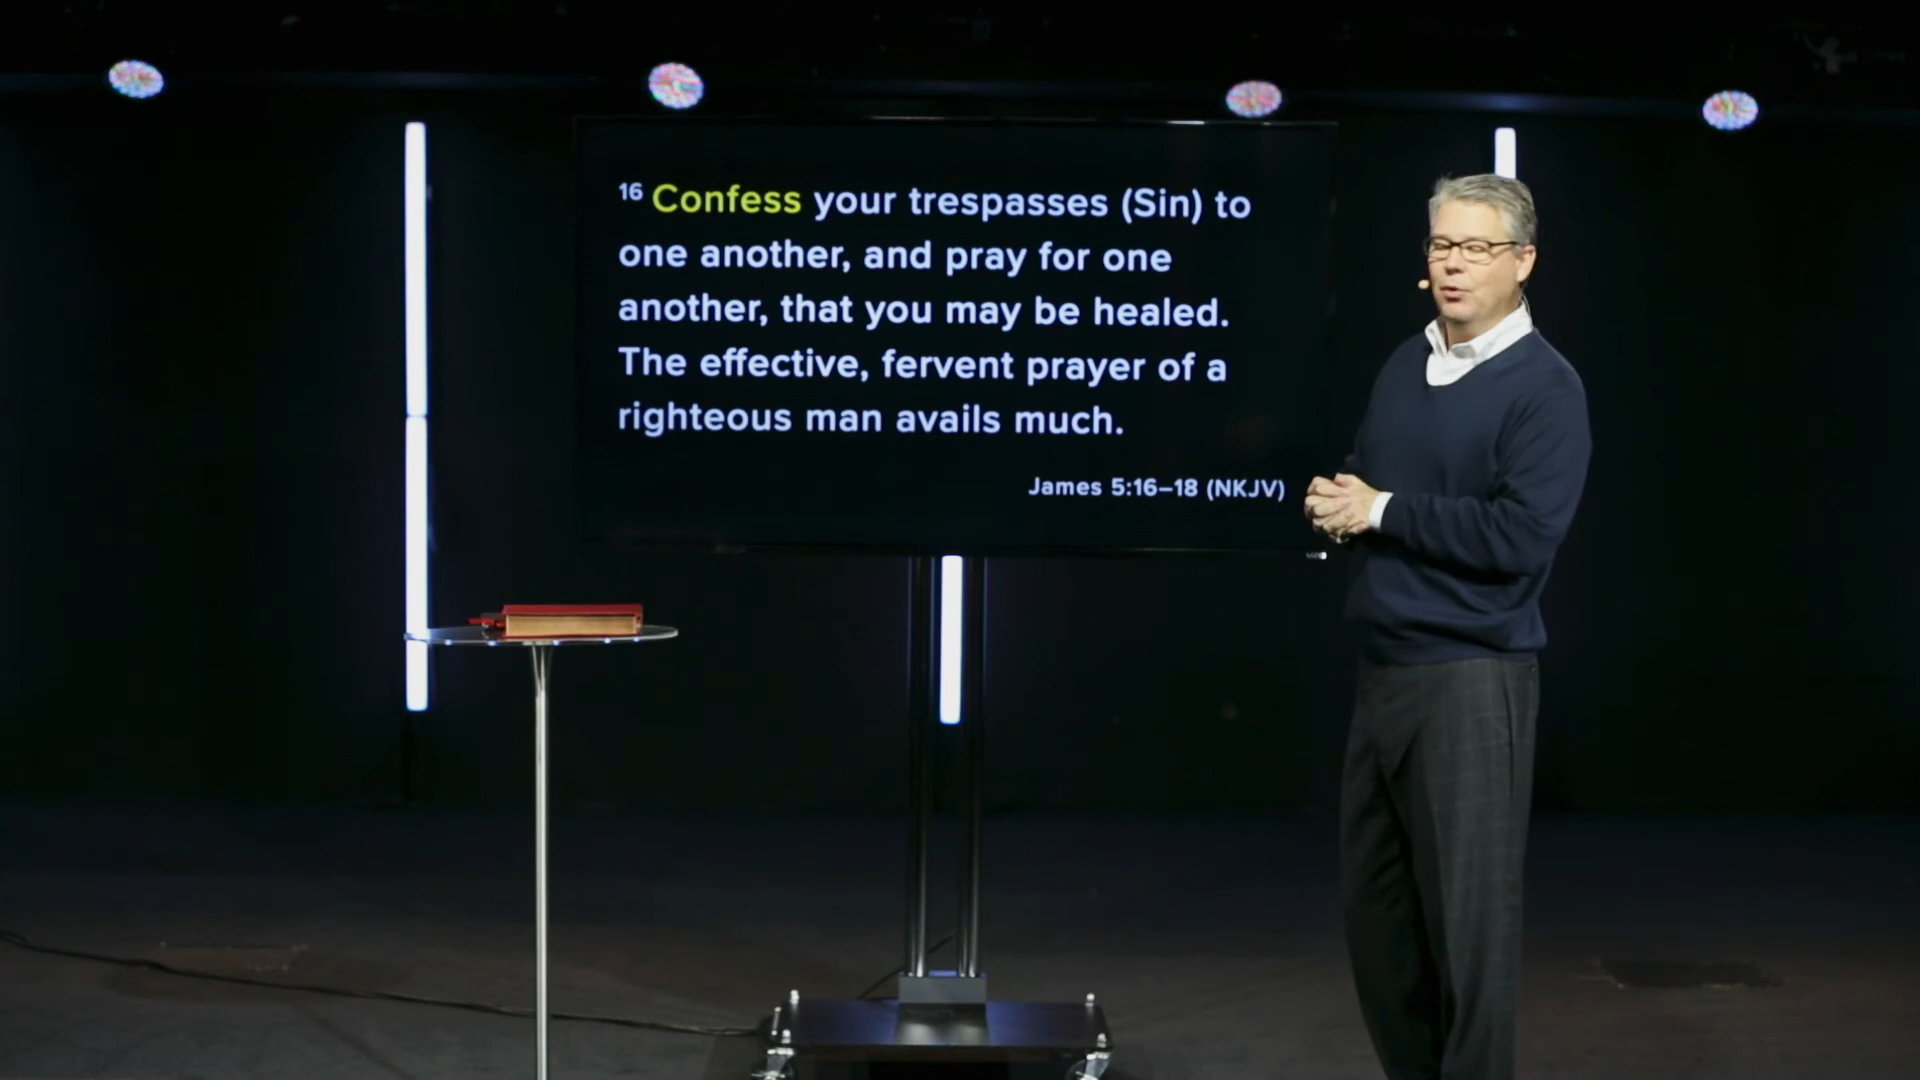 16 Confess your trespasses (Sin) to
one another, and pray for one
another, that you may be healed.
The effective, fervent prayer of a
righteous man avails much.
James 5:16–18 (NKJV)